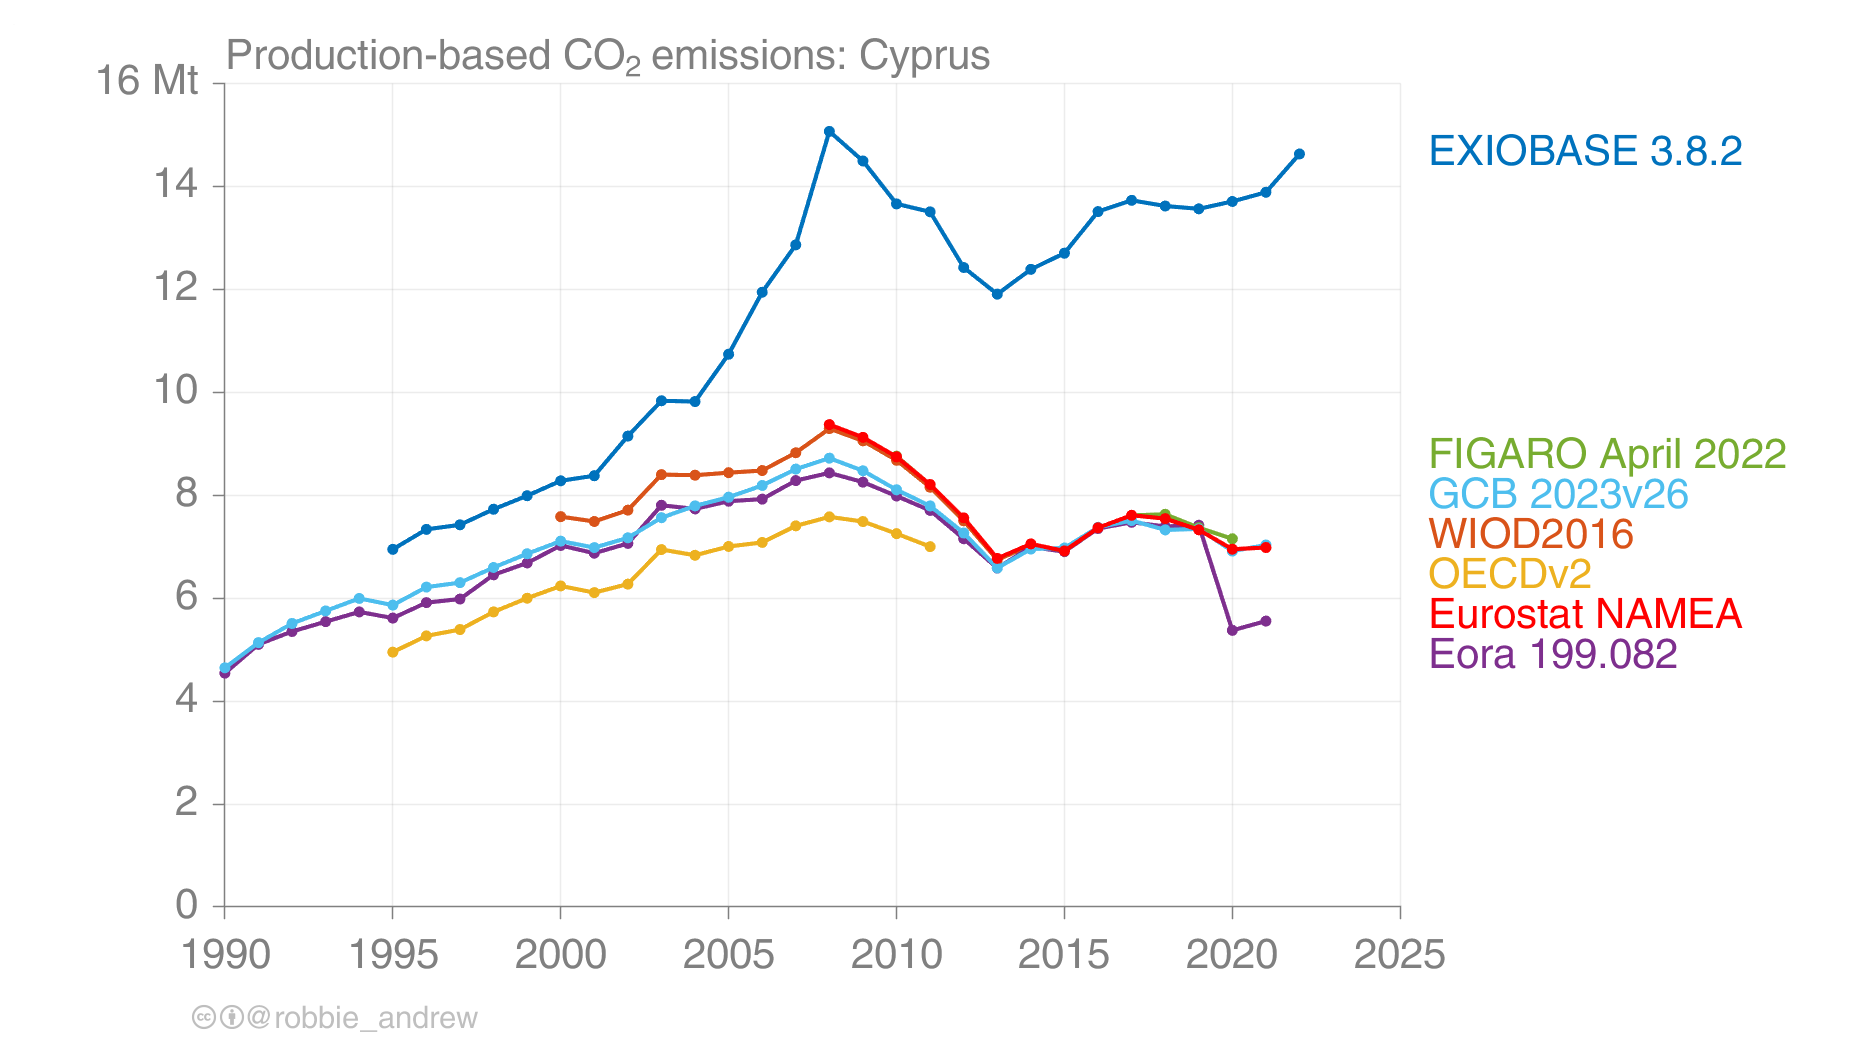 Production-based CO₂ emissions: Cyprus
16 Mt
14
12
10
8
6
4
2
0
1990 1995 2000 2005 2010 2015 2020 2025
EXIOBASE 3.8.2
FIGARO April 2022
GCB 2023v26
WIOD2016
OECDv2
Eurostat NAMEA
Eora 199.082
@robbie_andrew